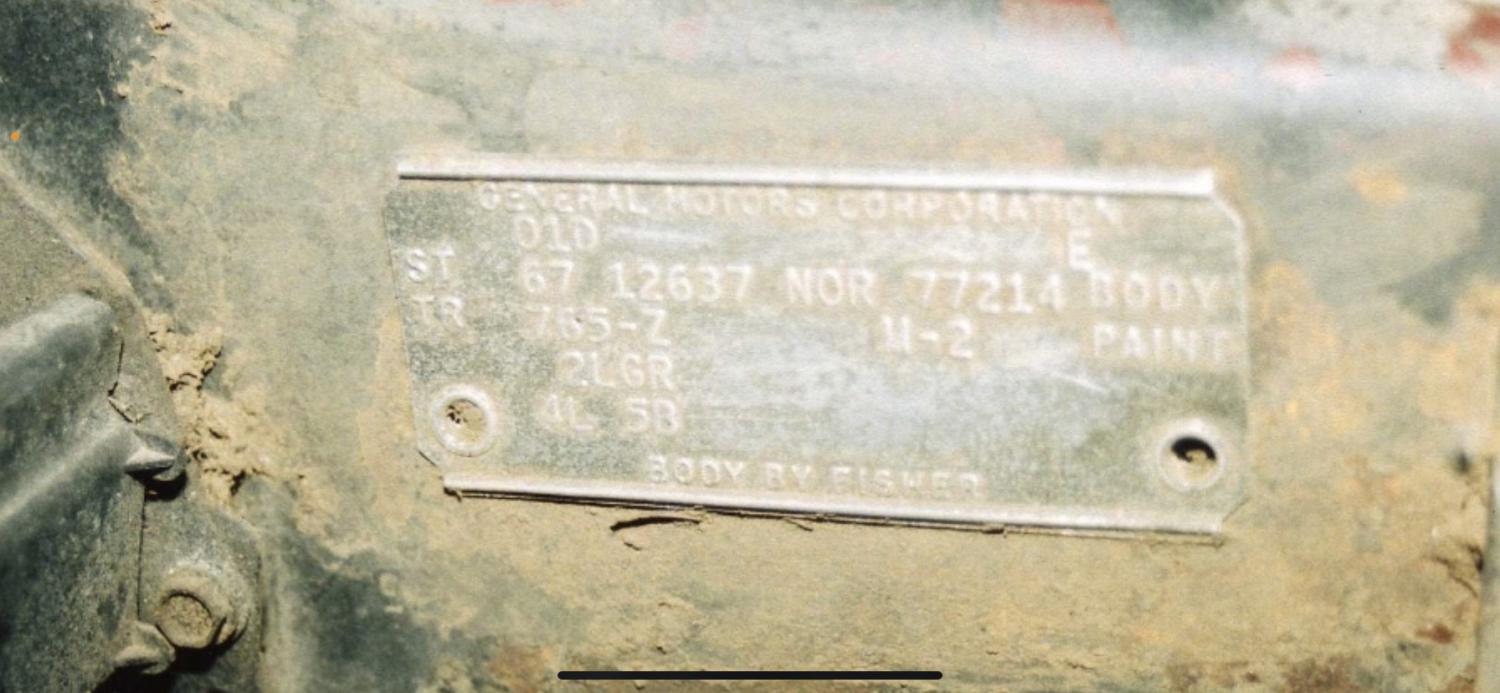 GENERAL MOTORS CORPORATION
01D E
ST 67 12637 NOR 77214 BODY
TR 765-Z M-2 PAINT
2LGR
4L 5B
BODY BY FISHER